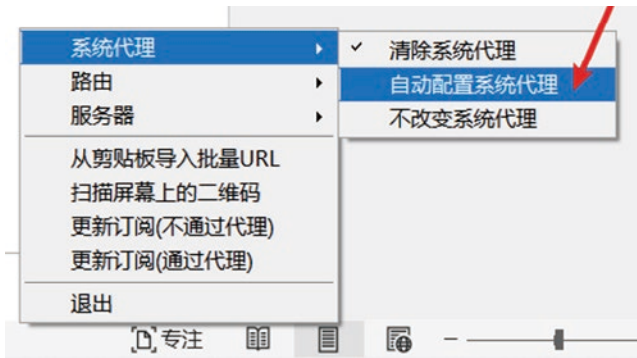 系统代理
路由
服务器
从剪贴板导入批量URL
扫描屏幕上的二维码
更新订阅(不通过代理)
更新订阅(通过代理)
退出
清除系统代理
自动配置系统代理
不改变系统代理
专注